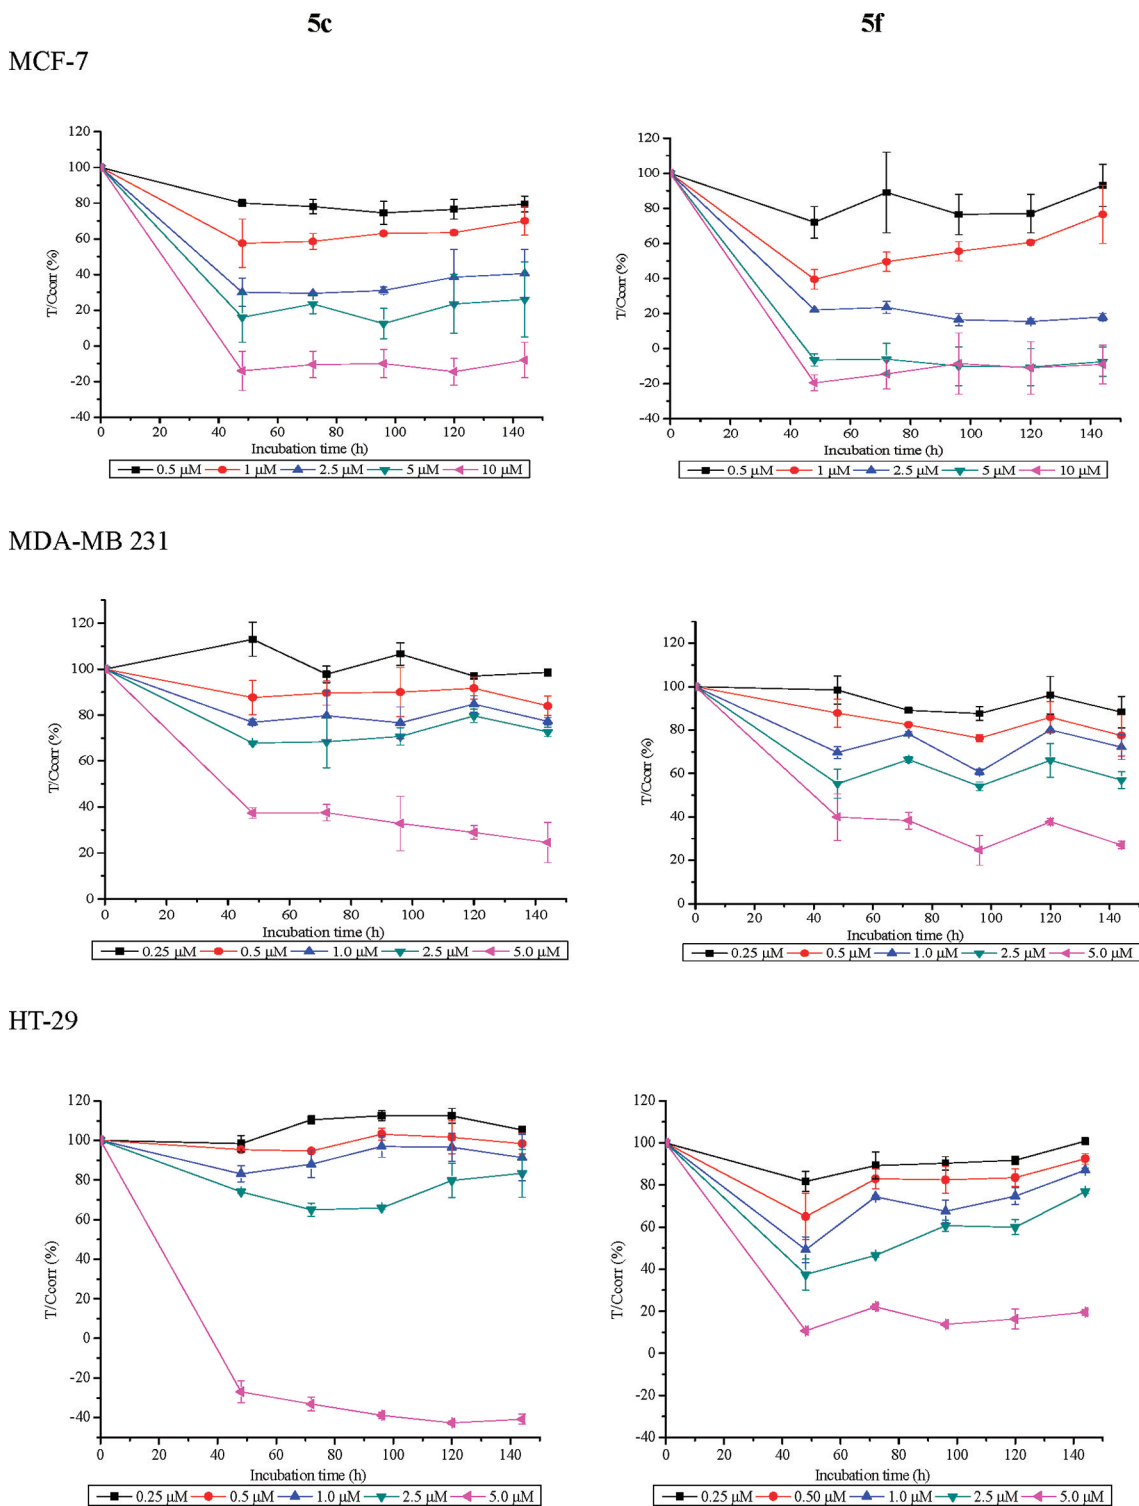 5c 5f
MCF-7
T/Ccorr (%)
120
100
80
60
40
20
0
-20
-40
0 20 40 60 80 100 120 140
Incubation time (h)
0.5 µM 1 µM 2.5 µM 5 µM 10 µM
T/Ccorr (%)
120
100
80
60
40
20
0
-20
-40
0 20 40 60 80 100 120 140
Incubation time (h)
0.5 µM 1 µM 2.5 µM 5 µM 10 µM
MDA-MB 231
T/Ccorr (%)
120
100
80
60
40
20
0
0 20 40 60 80 100 120 140
Incubation time (h)
0.25 µM 0.5 µM 1.0 µM 2.5 µM 5.0 µM
T/Ccorr (%)
120
100
80
60
40
20
0
0 20 40 60 80 100 120 140
Incubation time (h)
0.25 µM 0.5 µM 1.0 µM 2.5 µM 5.0 µM
HT-29
T/Ccorr (%)
120
100
80
60
40
20
0
-20
-40
0 20 40 60 80 100 120 140
Incubation time (h)
0.25 µM 0.5 µM 1.0 µM 2.5 µM 5.0 µM
T/Ccorr (%)
120
100
80
60
40
20
0
-20
-40
0 20 40 60 80 100 120 140
Incubation time (h)
0.25 µM 0.50 µM 1.0 µM 2.5 µM 5.0 µM